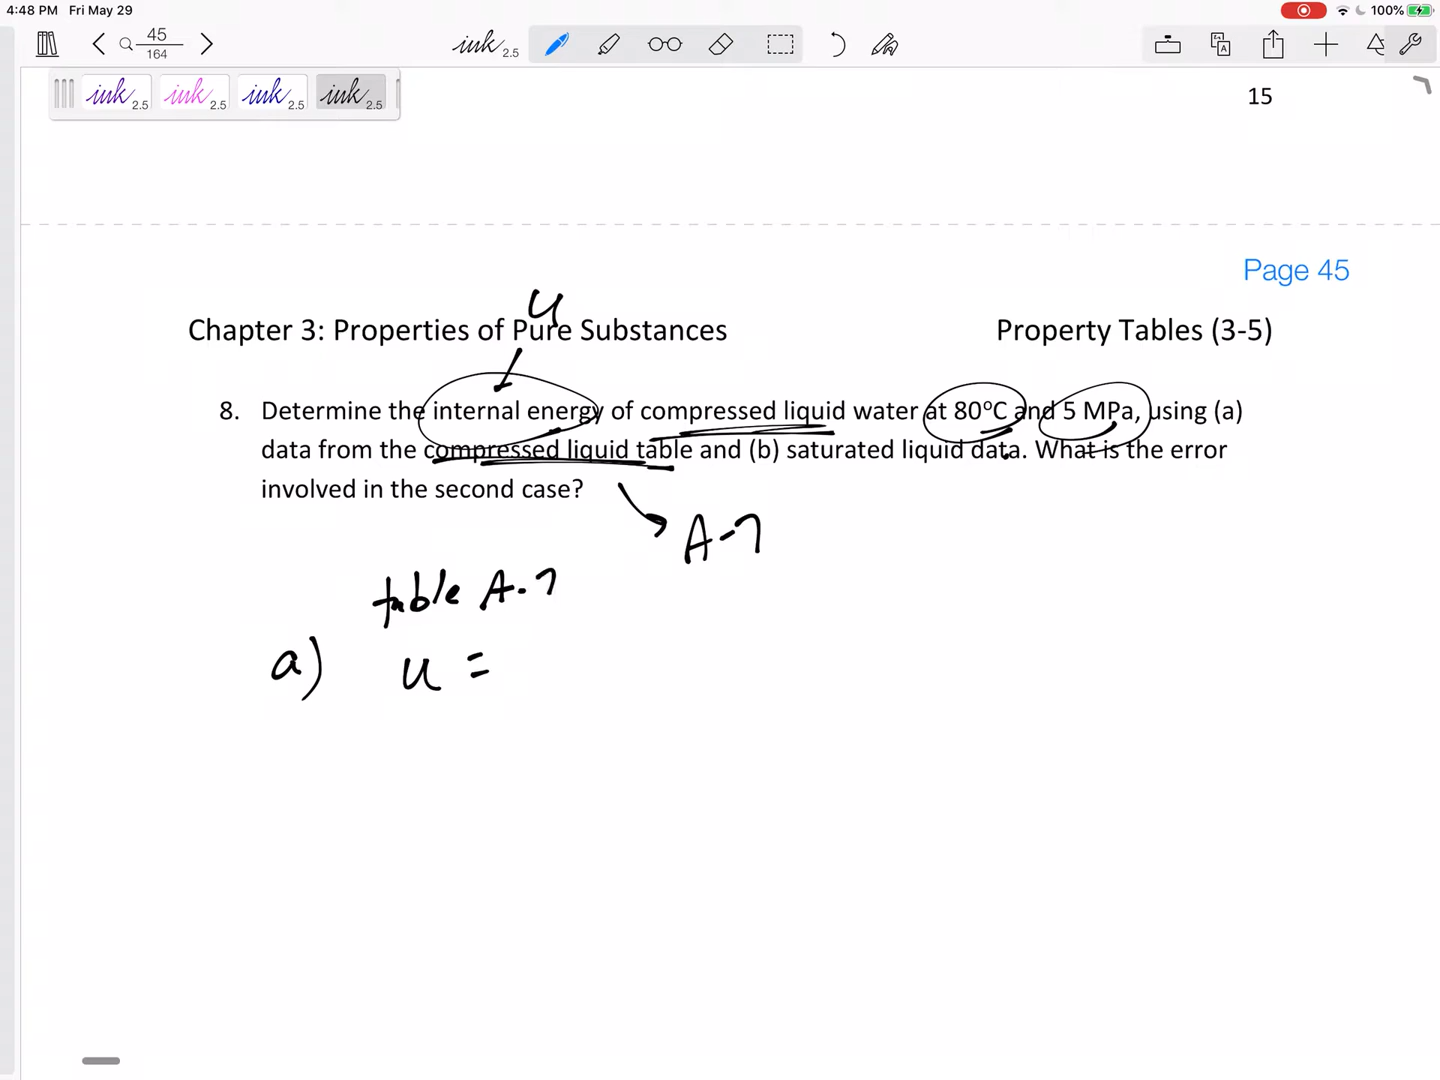 4:48 PM Fri May 29
100%
45
164
ink 2.5
ink 2.5
ink 2.5
ink 2.5
ink 2.5
15
Page 45
u
Chapter 3: Properties of Pure Substances
Property Tables (3-5)
8. Determine the internal energy of compressed liquid water at 80°C and 5 MPa, using (a)
data from the compressed liquid table and (b) saturated liquid data. What is the error
involved in the second case?
A-7
table A-7
a) u =